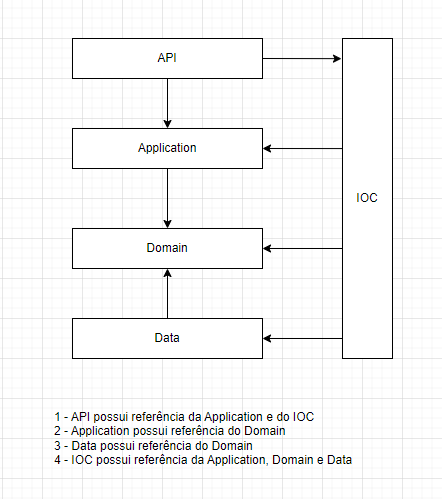 API
Application
IOC
Domain
Data
1 - API possui referência da Application e do IOC
2 - Application possui referência do Domain
3 - Data possui referência do Domain
4 - IOC possui referência da Application, Domain e Data